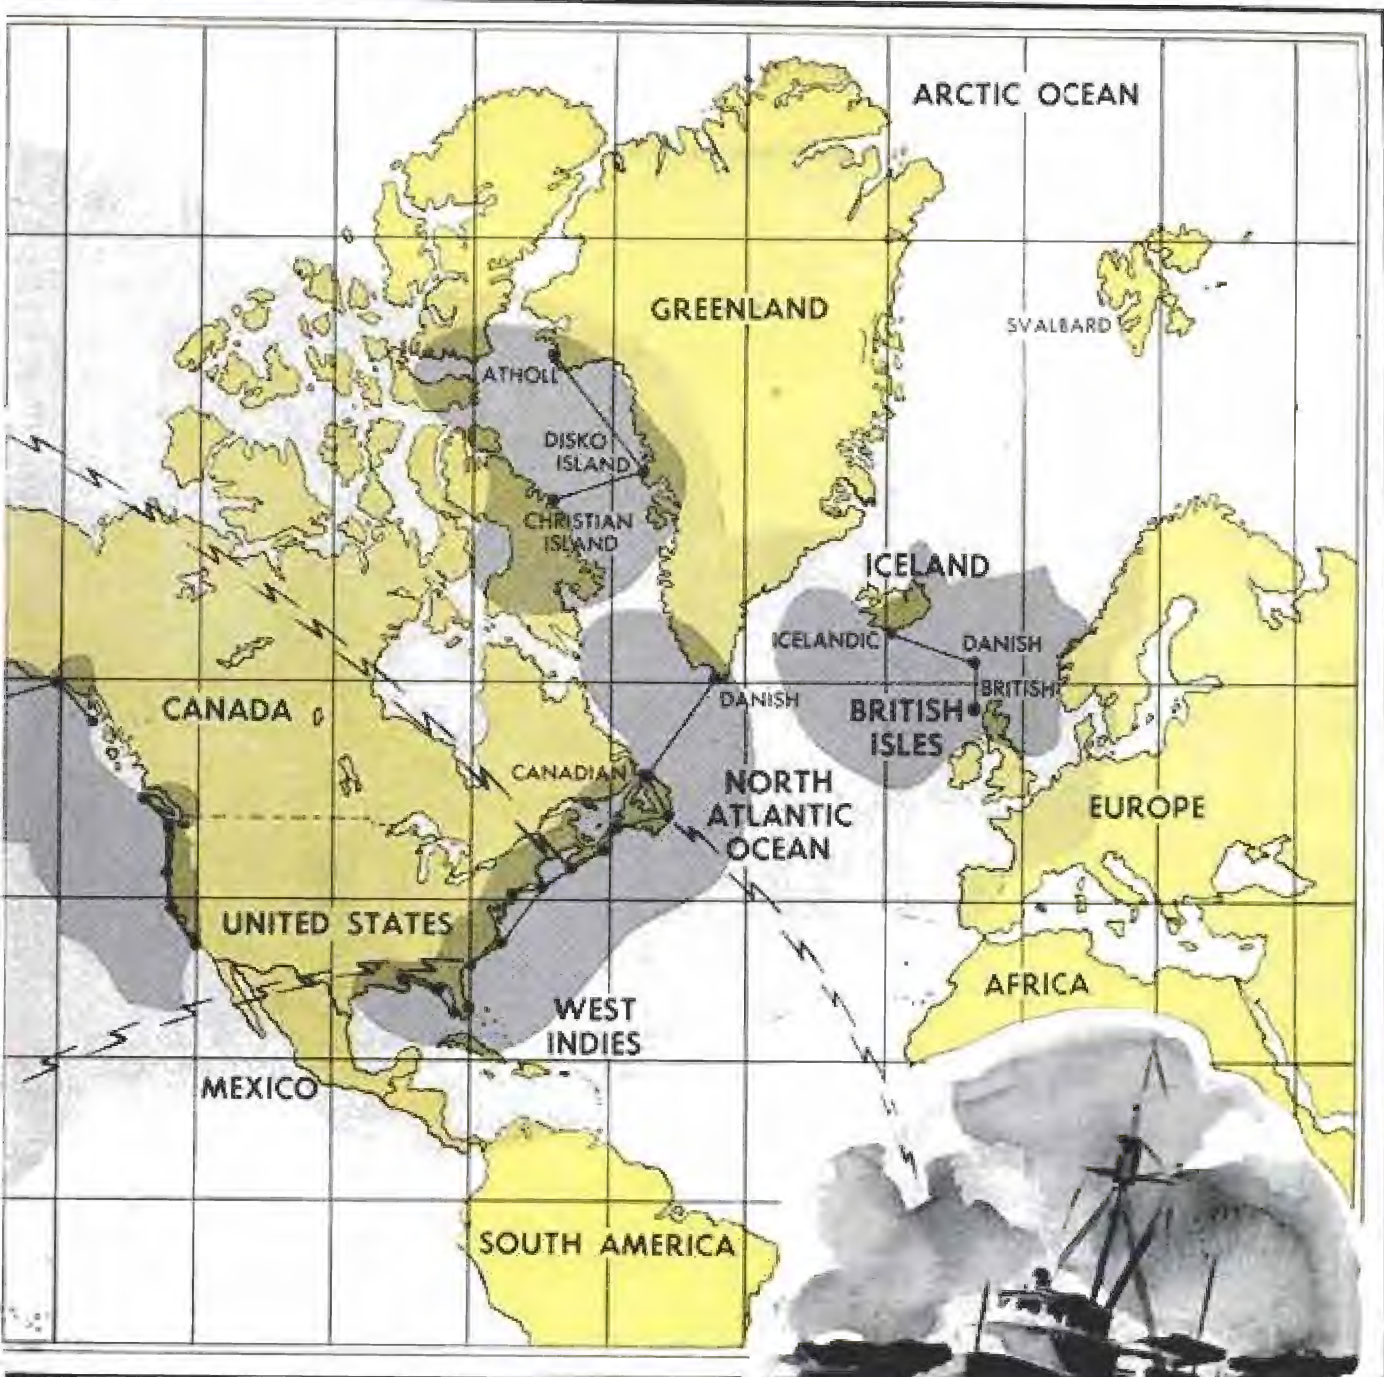 ARCTIC OCEAN
GREENLAND
SVALBARD
ATHOLL
DISKO
ISLAND
CHRISTIAN
ISLAND
ICELAND
ICELANDIC
DANISH
BRITISH
CANADA
DANISH
BRITISH
ISLES
CANADIAN
NORTH
ATLANTIC
OCEAN
EUROPE
UNITED STATES
AFRICA
WEST
INDIES
MEXICO
SOUTH AMERICA